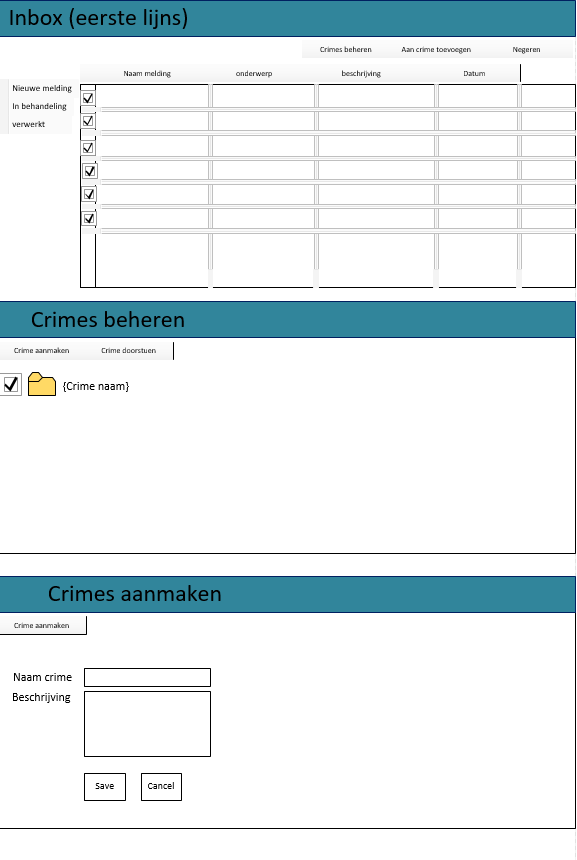 Inbox (eerste lijns)
Crimes beheren Aan crime toevoegen Negeren
Naam melding onderwerp beschrijving Datum
Nieuwe melding
In behandeling
verwerkt
Crimes beheren
Crime aanmaken Crime doorstuen
{Crime naam}
Crimes aanmaken
Crime aanmaken
Naam crime
Beschrijving
Save Cancel